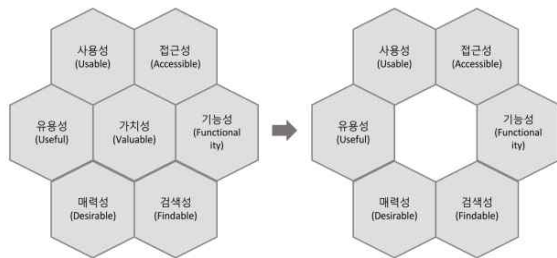 사용성
(Usable)
접근성
(Accessible)
유용성
(Useful)
가치성
(Valuable)
기능성
(Functional
ity)
매력성
(Desirable)
검색성
(Findable)
사용성
(Usable)
접근성
(Accessible)
유용성
(Useful)
기능성
(Functional
ity)
매력성
(Desirable)
검색성
(Findable)